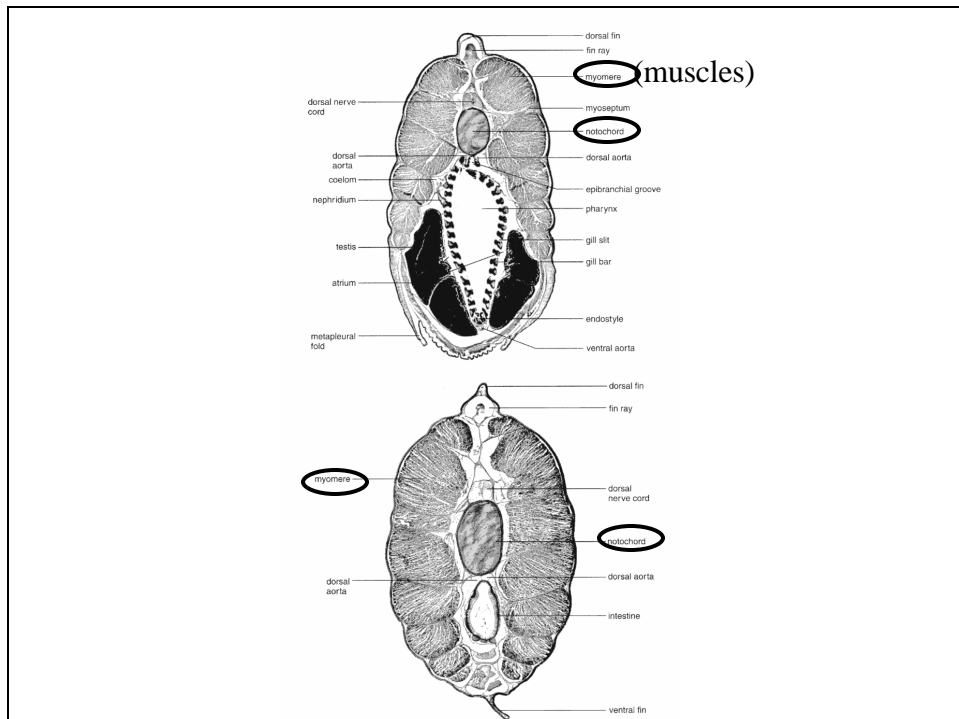 dorsal fin
fin ray
myomere (muscles)
dorsal nerve
cord
myoseptum
notochord
dorsal
aorta
dorsal aorta
coelom
epibranchial groove
nephridium
pharynx
testis
gill slit
gill bar
atrium
endostyle
metapleural
fold
ventral aorta
dorsal fin
fin ray
myomere
dorsal
nerve cord
notochord
dorsal
aorta
dorsal aorta
intestine
ventral fin